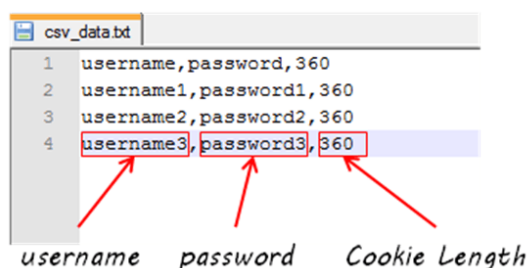 csv_data.txt
1 username,password,360
2 username1,password1,360
3 username2,password2,360
4 username3,password3,360
username password Cookie Length